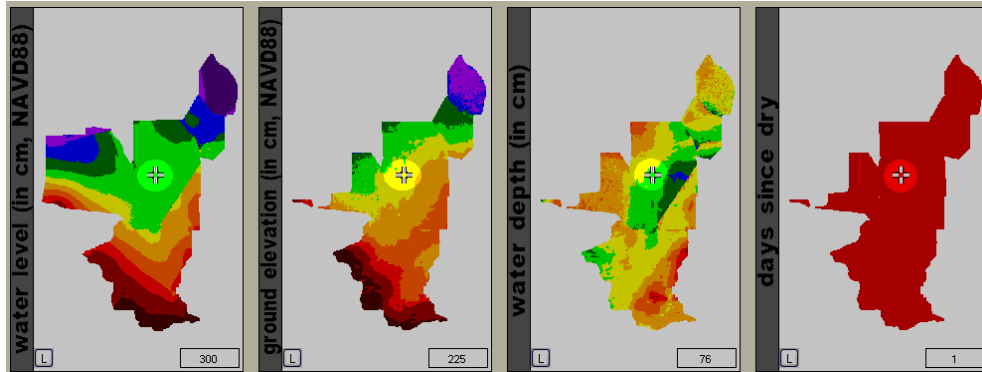 water level (in cm, NAVD88)
L
300
ground elevation (in cm, NAVD88)
L
225
water depth (in cm)
L
76
days since dry
L
1